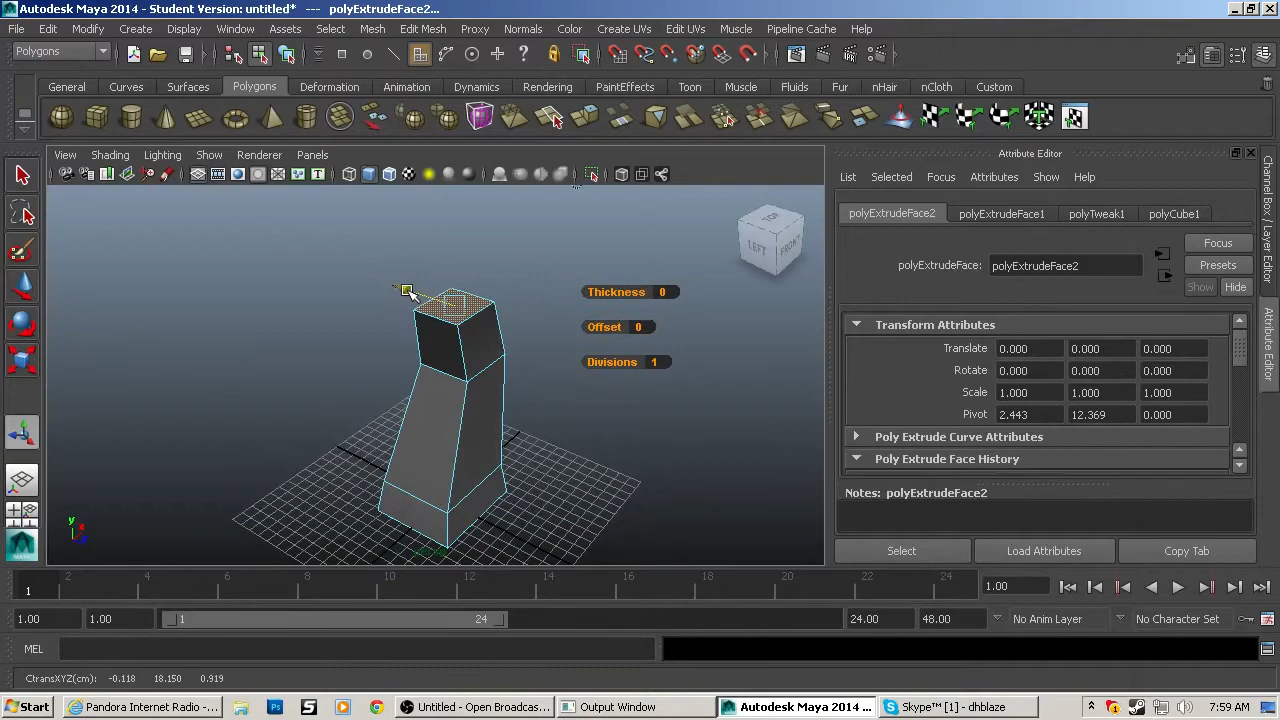 Autodesk Maya 2014 - Student Version: untitled*   ---   polyExtrudeFace2...
File Edit Modify Create Display Window Assets Select Mesh Edit Mesh Proxy Normals Color Create UVs Edit UVs Muscle Pipeline Cache Help
Polygons
General Curves Surfaces Polygons Deformation Animation Dynamics Rendering PaintEffects Toon Muscle Fluids Fur nHair nCloth Custom
View Shading Lighting Show Renderer Panels
Attribute Editor
List Selected Focus Attributes Show Help
polyExtrudeFace2 polyExtrudeFace1 polyTweak1 polyCube1
polyExtrudeFace: polyExtrudeFace2
Focus
Presets
Show Hide
TOP
LEFT FRONT
Thickness 0
Offset 0
Divisions 1
Transform Attributes
Translate 0.000 0.000 0.000
Rotate 0.000 0.000 0.000
Scale 1.000 1.000 1.000
Pivot 2.443 12.369 0.000
Poly Extrude Curve Attributes
Poly Extrude Face History
Notes: polyExtrudeFace2
Select Load Attributes Copy Tab
Channel Box / Layer Editor
Attribute Editor
y
x
z
2 4 6 8 10 12 14 16 18 20 22 24
1
1.00
1.00 1.00 1 24 24.00 48.00 No Anim Layer No Character Set
MEL
CtransXYZ(cm): -0.118 18.150 0.919
Start Pandora Internet Radio -... Untitled - Open Broadcas... Output Window Autodesk Maya 2014 ... Skype™ [1] - dhblaze 7:59 AM